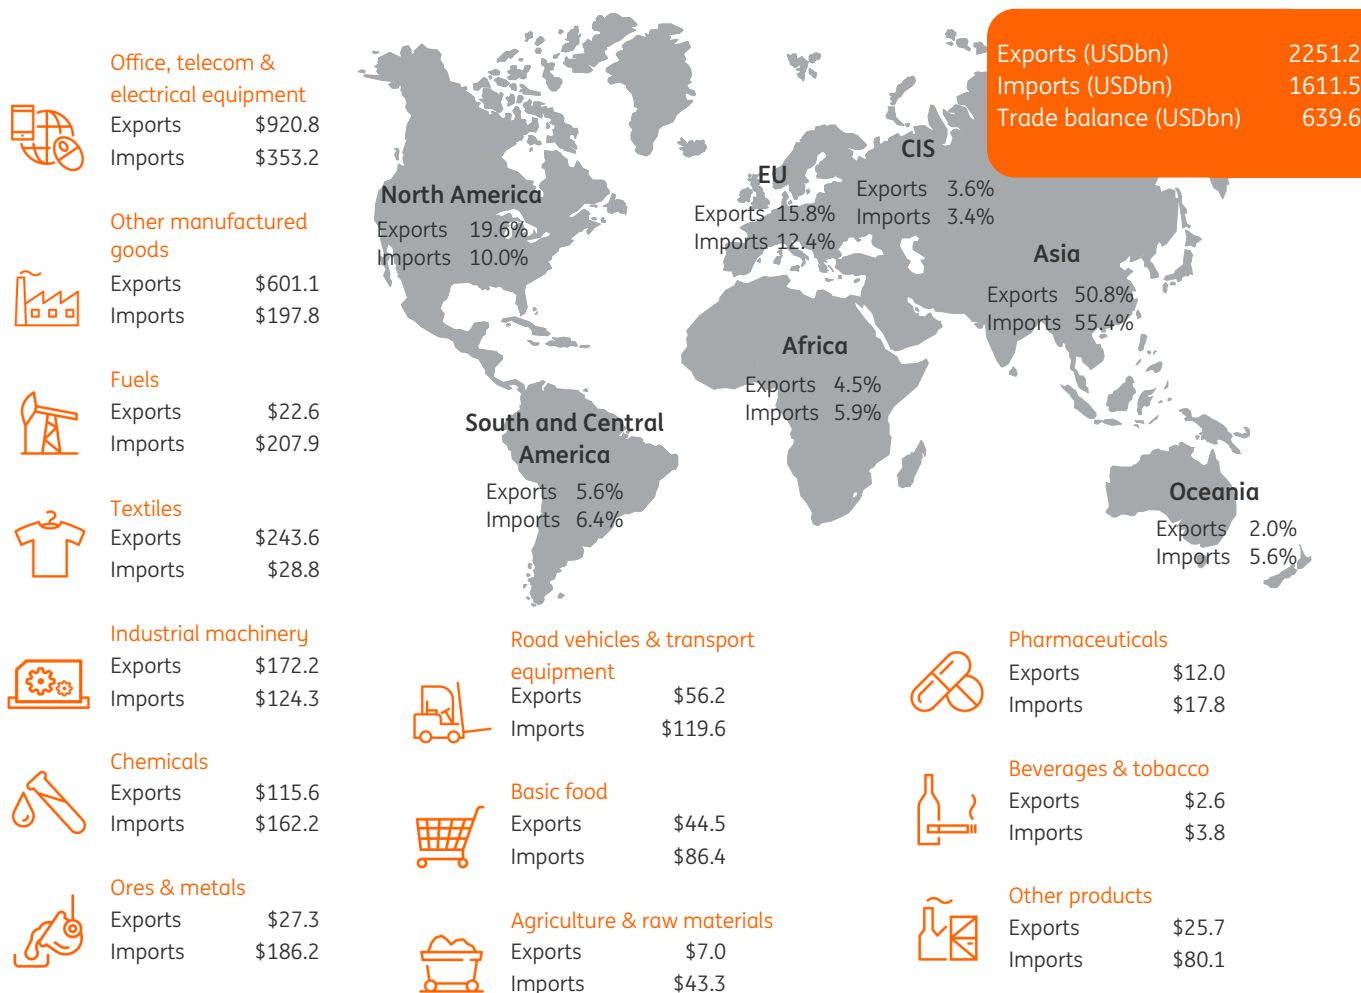 Exports (USDbn) 2251.2
Imports (USDbn) 1611.5
Trade balance (USDbn) 639.6
Office, telecom &
electrical equipment
Exports $920.8
Imports $353.2
Other manufactured
goods
Exports $601.1
Imports $197.8
Fuels
Exports $22.6
Imports $207.9
Textiles
Exports $243.6
Imports $28.8
Industrial machinery
Exports $172.2
Imports $124.3
Chemicals
Exports $115.6
Imports $162.2
Ores & metals
Exports $27.3
Imports $186.2
North America
Exports 19.6%
Imports 10.0%
EU
Exports 15.8%
Imports 12.4%
CIS
Exports 3.6%
Imports 3.4%
Asia
Exports 50.8%
Imports 55.4%
Africa
Exports 4.5%
Imports 5.9%
South and Central
America
Exports 5.6%
Imports 6.4%
Oceania
Exports 2.0%
Imports 5.6%
Road vehicles & transport
equipment
Exports $56.2
Imports $119.6
Basic food
Exports $44.5
Imports $86.4
Agriculture & raw materials
Exports $7.0
Imports $43.3
Pharmaceuticals
Exports $12.0
Imports $17.8
Beverages & tobacco
Exports $2.6
Imports $3.8
Other products
Exports $25.7
Imports $80.1